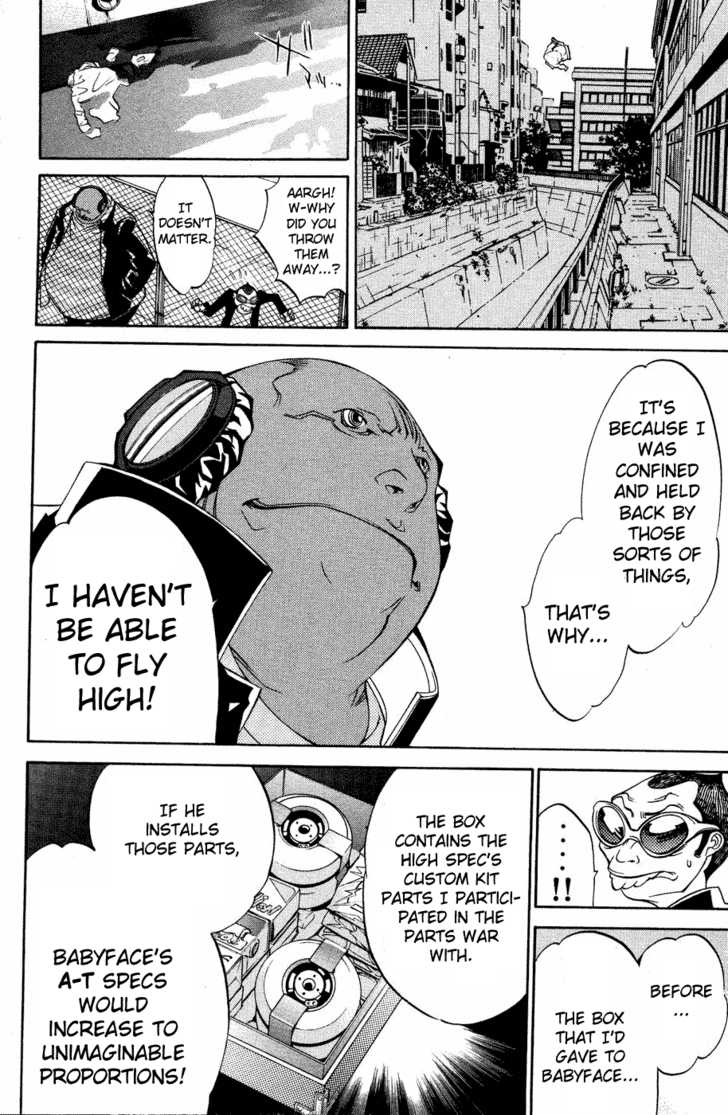 AARGH!
W-WHY
DID YOU
THROW
THEM
AWAY...?
IT
DOESN'T
MATTER.
IT'S
BECAUSE I
WAS
CONFINED
AND HELD
BACK BY
THOSE
SORTS OF
THINGS,
THAT'S
WHY...
I HAVEN'T
BE ABLE
TO FLY
HIGH!
....!!
BEFORE
...
THE BOX
THAT I'D
GAVE TO
BABYFACE...
THE BOX
CONTAINS THE
HIGH SPEC'S
CUSTOM KIT
PARTS I PARTICI-
PATED IN THE
PARTS WAR
WITH.
IF HE
INSTALLS
THOSE PARTS,
BABYFACE'S
A-T SPECS
WOULD
INCREASE TO
UNIMAGINABLE
PROPORTIONS!